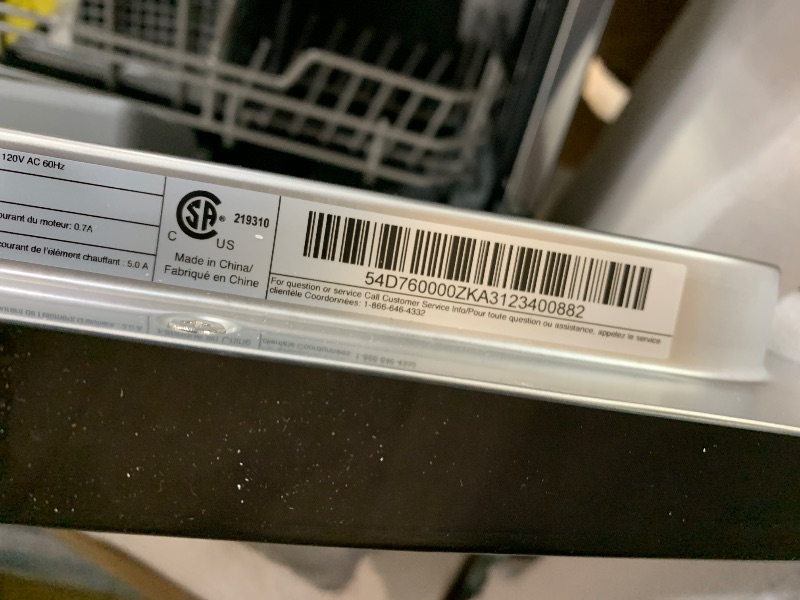 120V AC 60Hz
ourant du moteur: 0.7A
courant de l'élément chauffant : 5.0 A
SA® 219310
C US
Made in China/
Fabriqué en Chine
54D760000ZKA3123400882
For question or service Call Customer Service Info/Pour toute question ou assistance, appelez le service
clientèle Coordonnées: 1-866-646-4332